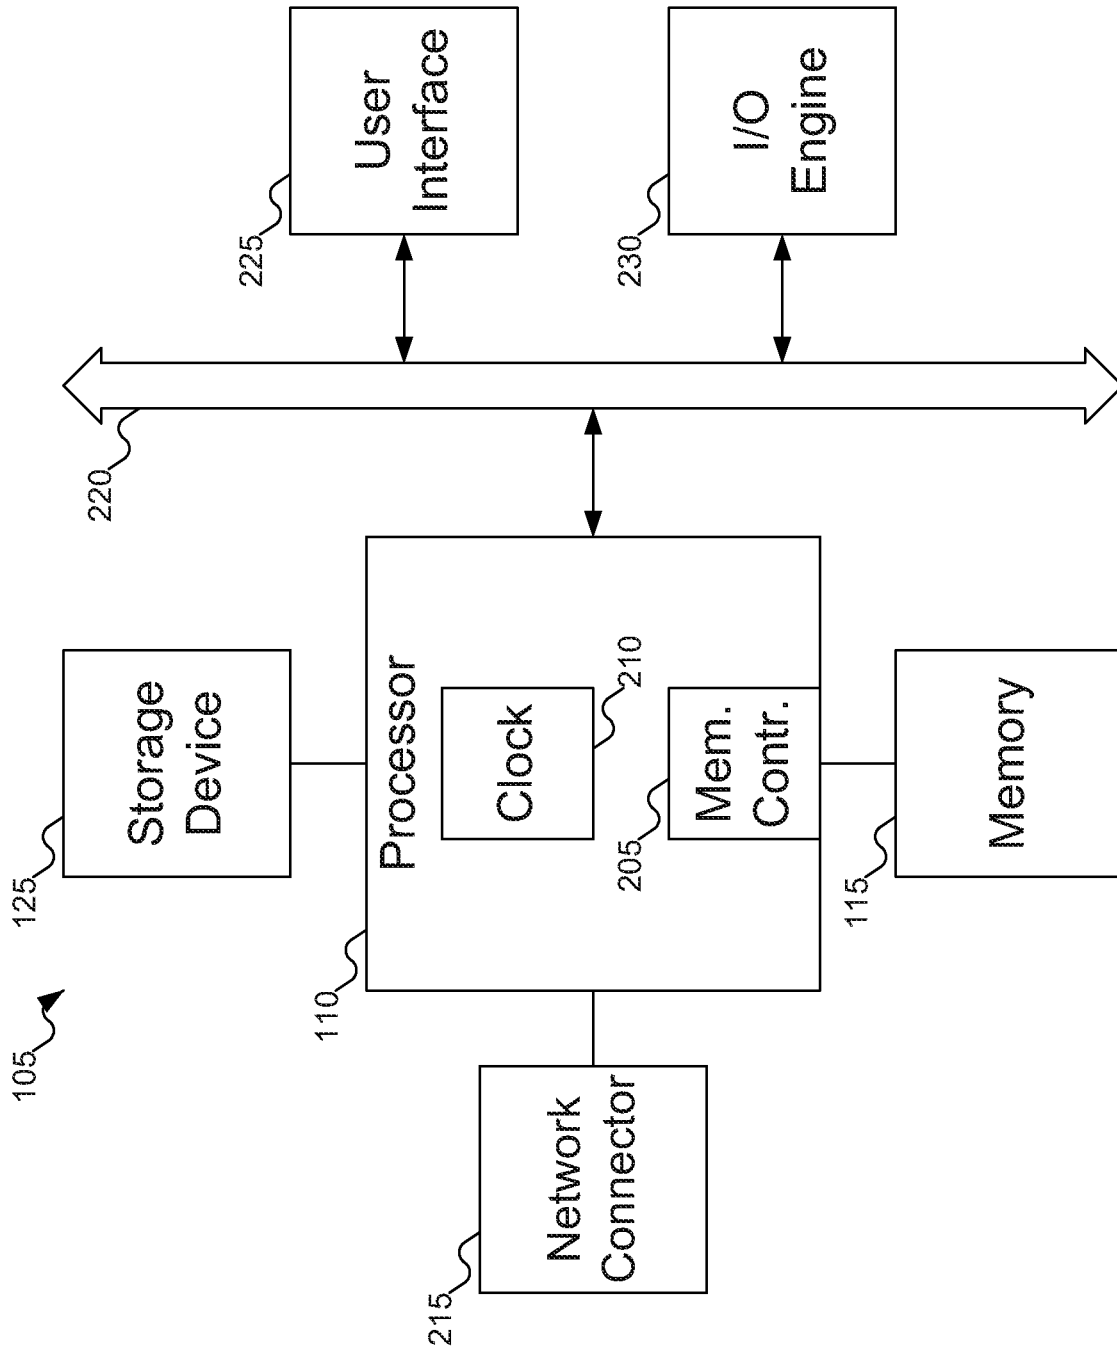 105
125
Storage
Device
110
Processor
Clock
210
205
Mem.
Contr.
115
Memory
215
Network
Connector
220
225
User
Interface
230
I/O
Engine